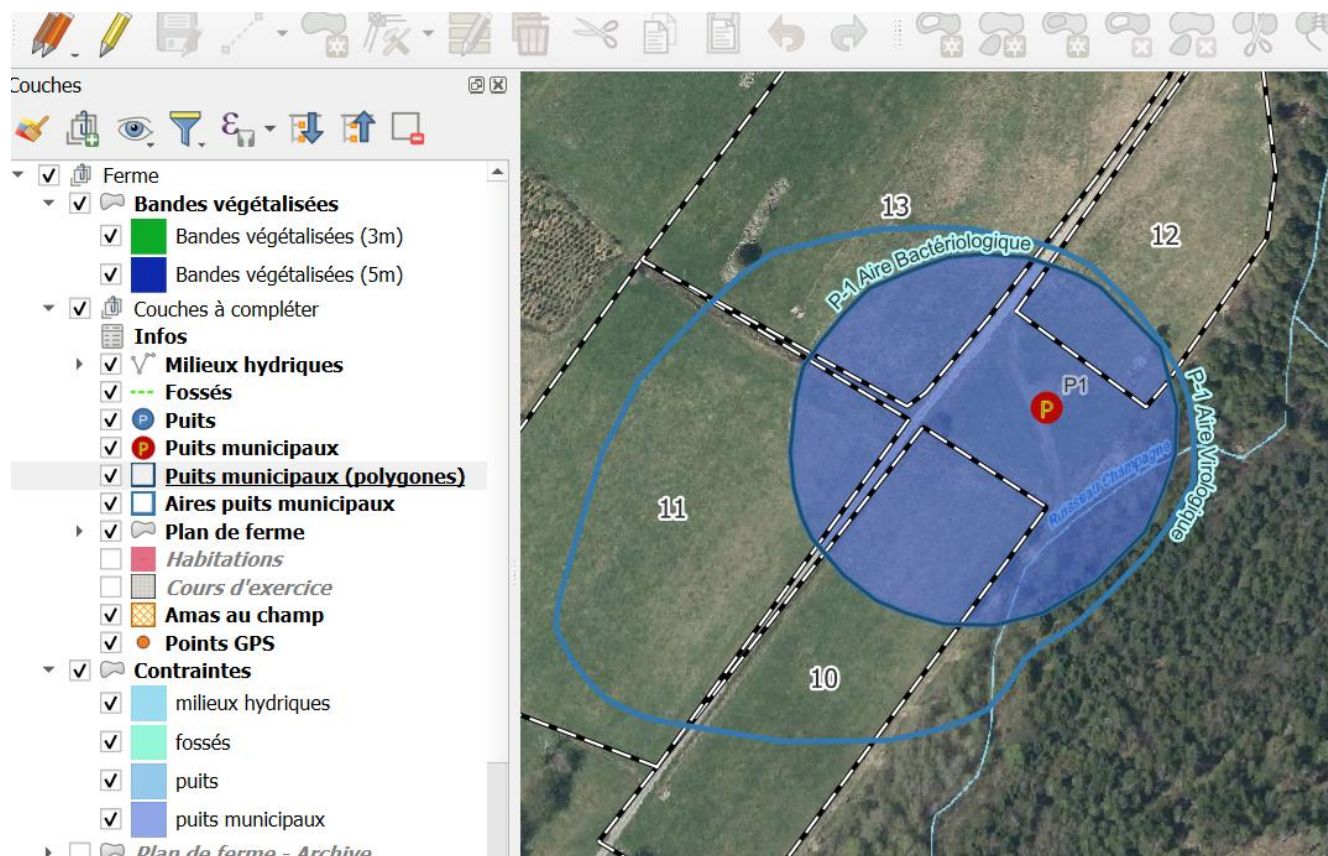 Couches
Ferme
Bandes végétalisées
Bandes végétalisées (3m)
Bandes végétalisées (5m)
Couches à compléter
Infos
Milieux hydriques
Fossés
P Puits
P Puits municipaux
Puits municipaux (polygones)
Aires puits municipaux
Plan de ferme
Habitations
Cours d'exercice
Amas au champ
Points GPS
Contraintes
milieux hydriques
fossés
puits
puits municipaux
Plan de ferme - Archive
13
12
P-1 Aire Bactériologique
P1
P
P-1 Aire Virologique
Ruisseau Champagne
11
10